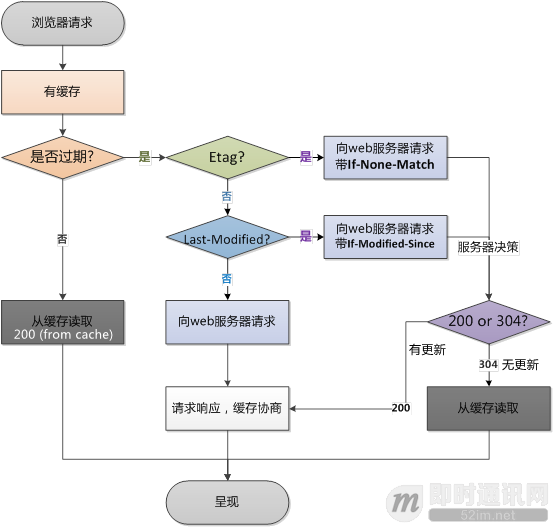 浏览器请求
有缓存
是否过期?
是
Etag?
是
向web服务器请求
带If-None-Match
否
否
Last-Modified?
是
向web服务器请求
带If-Modified-Since
服务器决策
否
从缓存读取
200 (from cache)
向web服务器请求
200 or 304?
有更新
304 无更新
请求响应，缓存协商
200
从缓存读取
呈现
m
即时通讯网
52im.net